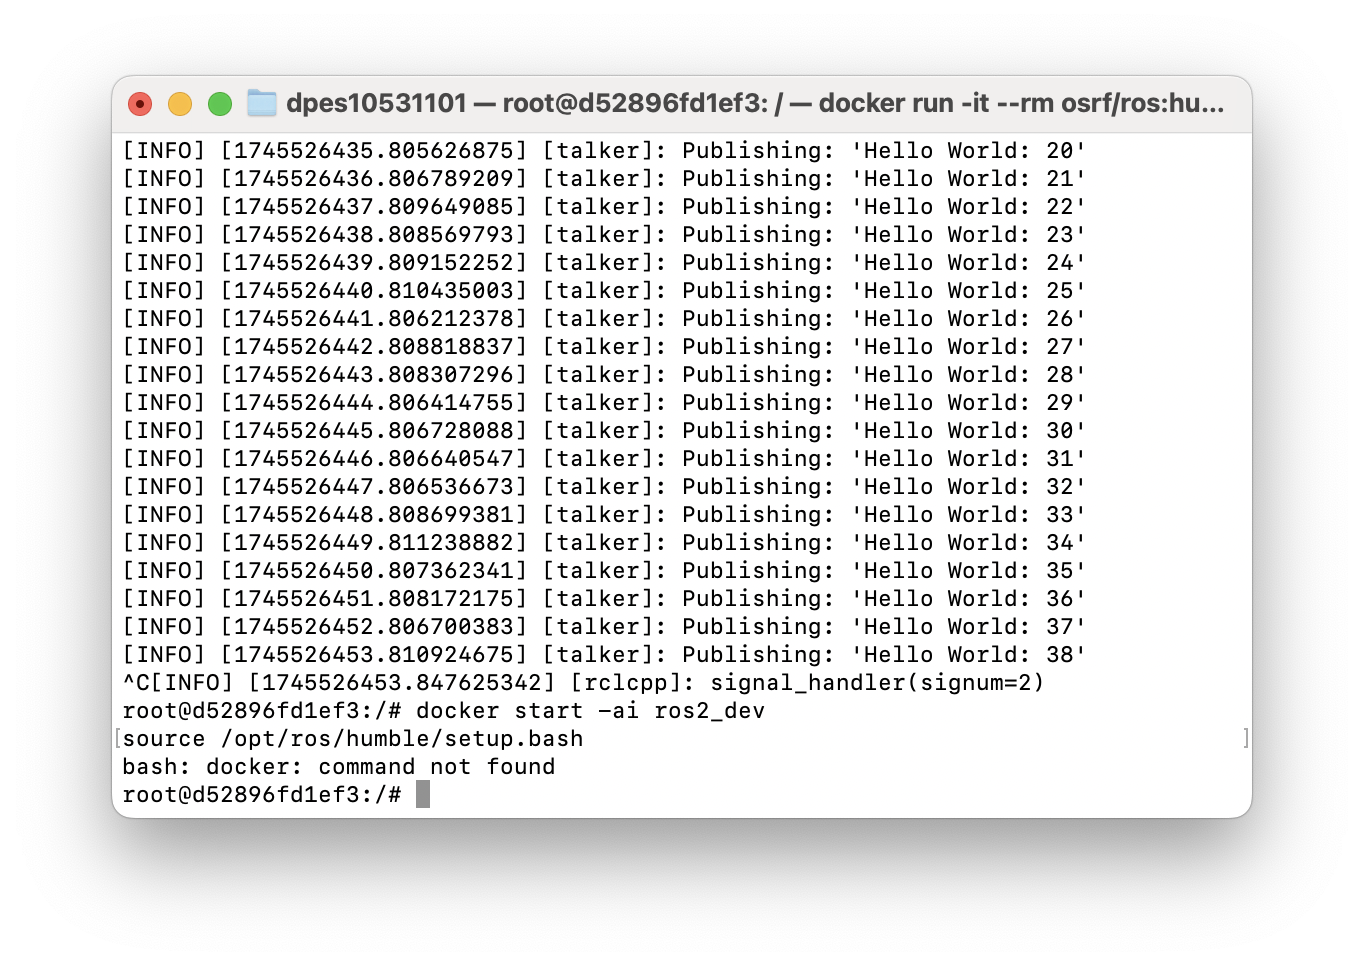 dpes10531101 — root@d52896fd1ef3: / — docker run -it --rm osrf/ros:hu...
[INFO] [1745526435.805626875] [talker]: Publishing: 'Hello World: 20'
[INFO] [1745526436.806789209] [talker]: Publishing: 'Hello World: 21'
[INFO] [1745526437.809649085] [talker]: Publishing: 'Hello World: 22'
[INFO] [1745526438.808569793] [talker]: Publishing: 'Hello World: 23'
[INFO] [1745526439.809152252] [talker]: Publishing: 'Hello World: 24'
[INFO] [1745526440.810435003] [talker]: Publishing: 'Hello World: 25'
[INFO] [1745526441.806212378] [talker]: Publishing: 'Hello World: 26'
[INFO] [1745526442.808818837] [talker]: Publishing: 'Hello World: 27'
[INFO] [1745526443.808307296] [talker]: Publishing: 'Hello World: 28'
[INFO] [1745526444.806414755] [talker]: Publishing: 'Hello World: 29'
[INFO] [1745526445.806728088] [talker]: Publishing: 'Hello World: 30'
[INFO] [1745526446.806640547] [talker]: Publishing: 'Hello World: 31'
[INFO] [1745526447.806536673] [talker]: Publishing: 'Hello World: 32'
[INFO] [1745526448.808699381] [talker]: Publishing: 'Hello World: 33'
[INFO] [1745526449.811238882] [talker]: Publishing: 'Hello World: 34'
[INFO] [1745526450.807362341] [talker]: Publishing: 'Hello World: 35'
[INFO] [1745526451.808172175] [talker]: Publishing: 'Hello World: 36'
[INFO] [1745526452.806700383] [talker]: Publishing: 'Hello World: 37'
[INFO] [1745526453.810924675] [talker]: Publishing: 'Hello World: 38'
^C[INFO] [1745526453.847625342] [rclcpp]: signal_handler(signum=2)
root@d52896fd1ef3:/# docker start –ai ros2_dev
[source /opt/ros/humble/setup.bash ]
bash: docker: command not found
root@d52896fd1ef3:/#